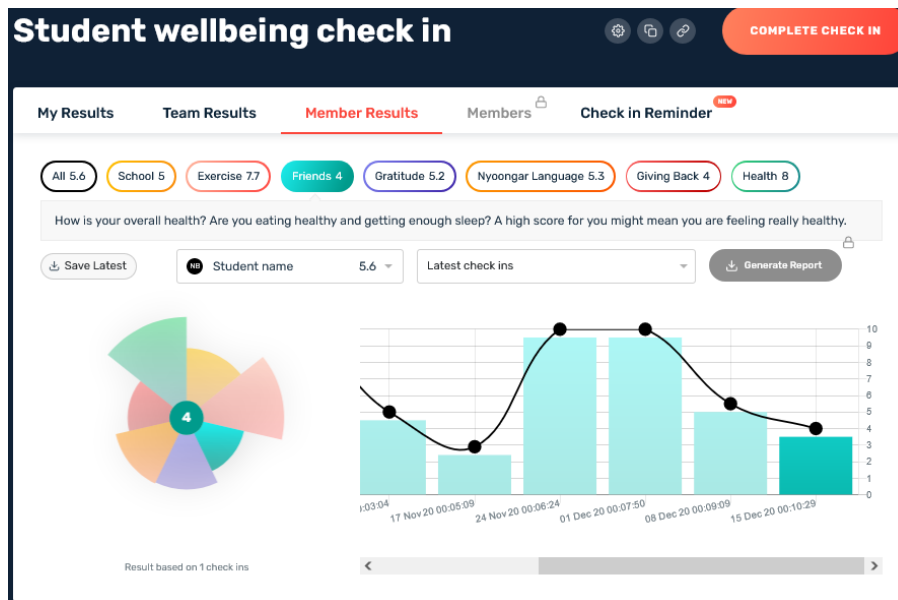 Student wellbeing check in
COMPLETE CHECK IN
My Results
Team Results
Member Results
Members
Check in Reminder
NEW
All 5.6
School 5
Exercise 7.7
Friends 4
Gratitude 5.2
Nyoongar Language 5.3
Giving Back 4
Health 8
How is your overall health? Are you eating healthy and getting enough sleep? A high score for you might mean you are feeling really healthy.
Save Latest
NB
Student name
5.6
Latest check ins
Generate Report
4
10
9
8
7
6
5
4
3
2
1
0
:03:04
17 Nov 20 00:05:09
24 Nov 20 00:06:24
01 Dec 20 00:07:50
08 Dec 20 00:09:09
15 Dec 20 00:10:29
Result based on 1 check ins